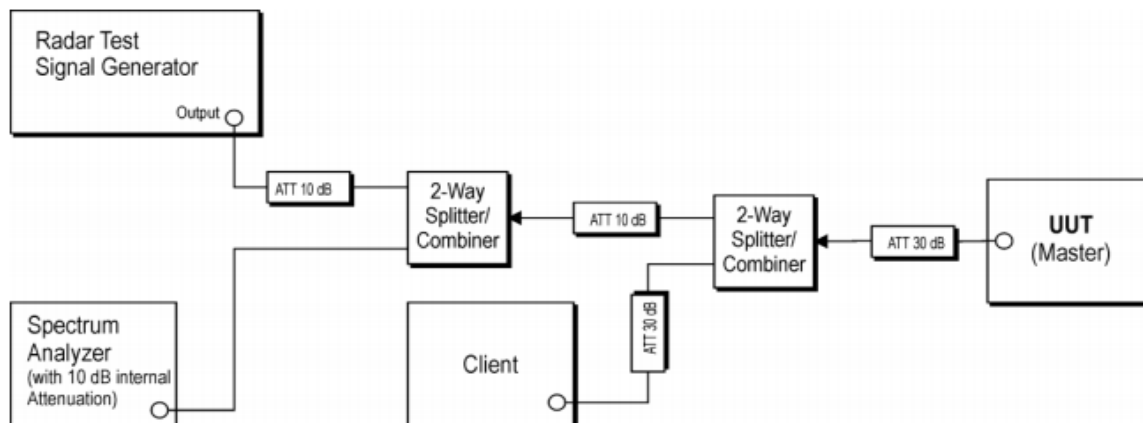 Radar Test
Signal Generator
Output
ATT 10 dB
2-Way
Splitter/
Combiner
ATT 10 dB
2-Way
Splitter/
Combiner
ATT 30 dB
UUT
(Master)
ATT 30 dB
Spectrum
Analyzer
(with 10 dB internal
Attenuation)
Client